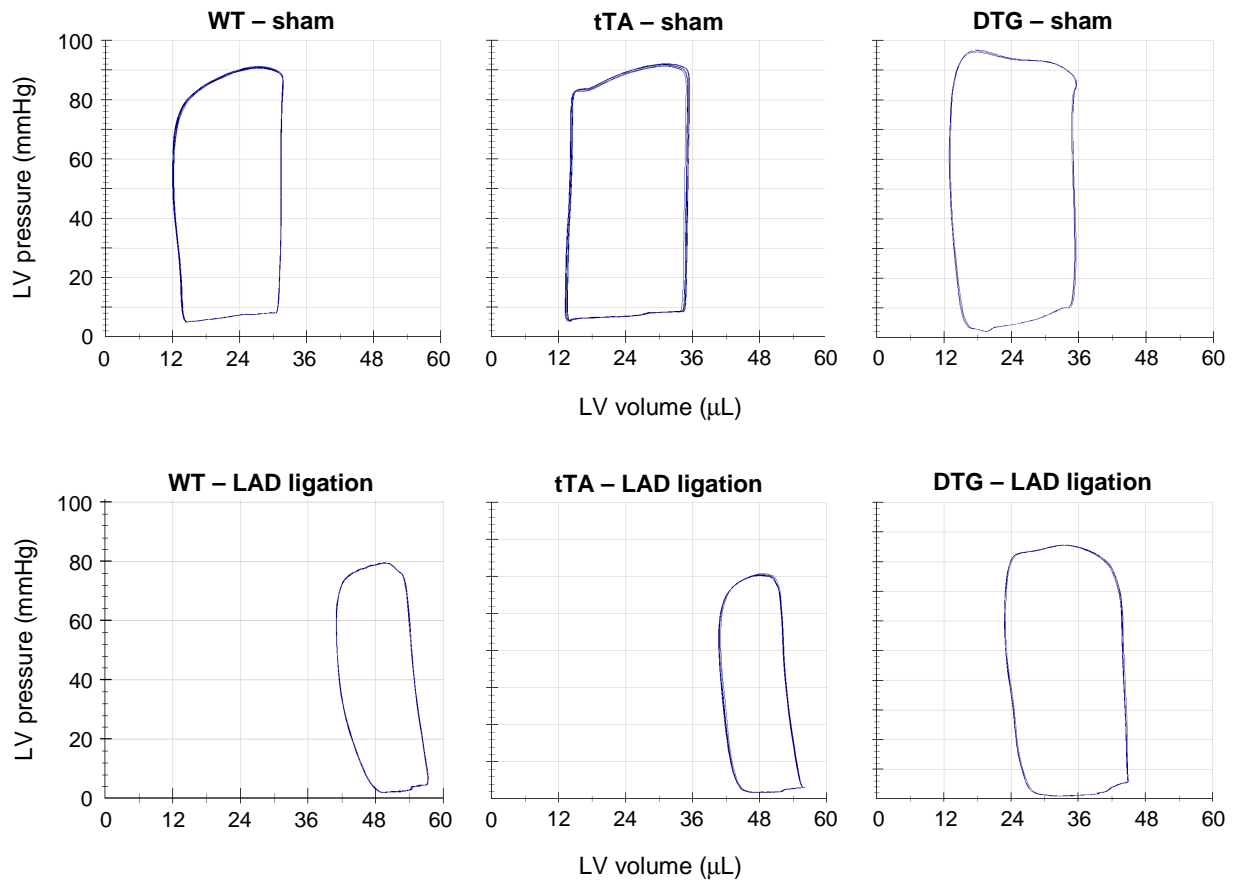 WT – sham
tTA – sham
DTG – sham
LV pressure (mmHg)
100
80
60
40
20
0
0 12 24 36 48 60
0 12 24 36 48 60
0 12 24 36 48 60
LV volume (μL)
WT – LAD ligation
tTA – LAD ligation
DTG – LAD ligation
LV pressure (mmHg)
100
80
60
40
20
0
0 12 24 36 48 60
0 12 24 36 48 60
0 12 24 36 48 60
LV volume (μL)